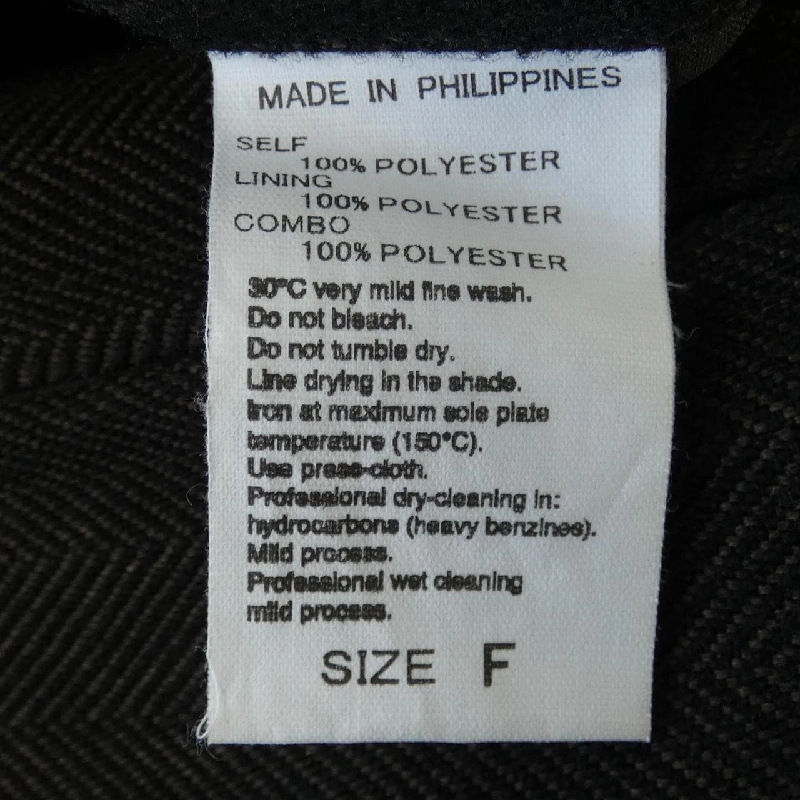 MADE IN PHILIPPINES
SELF
100% POLYESTER
LINING
100% POLYESTER
COMBO
100% POLYESTER
30°C very mild fine wash.
Do not bleach.
Do not tumble dry.
Line drying in the shade.
Iron at maximum sole plate
temperature (150°C).
Use press-cloth.
Professional dry-cleaning in:
hydrocarbons (heavy benzines).
Mild process.
Professional wet cleaning
mild process.
SIZE F